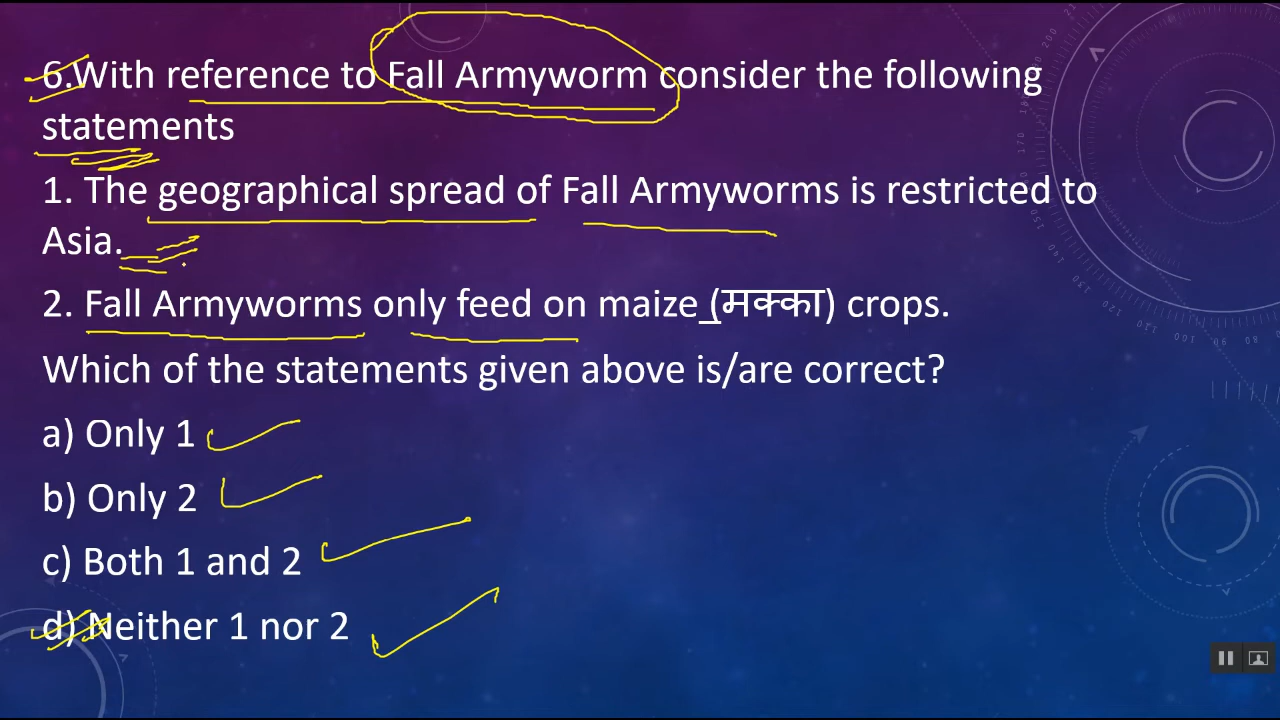 6.With reference to Fall Armyworm consider the following
statements
1. The geographical spread of Fall Armyworms is restricted to
Asia.
2. Fall Armyworms only feed on maize (मक्का) crops.
Which of the statements given above is/are correct?
a) Only 1
b) Only 2
c) Both 1 and 2
d) Neither 1 nor 2